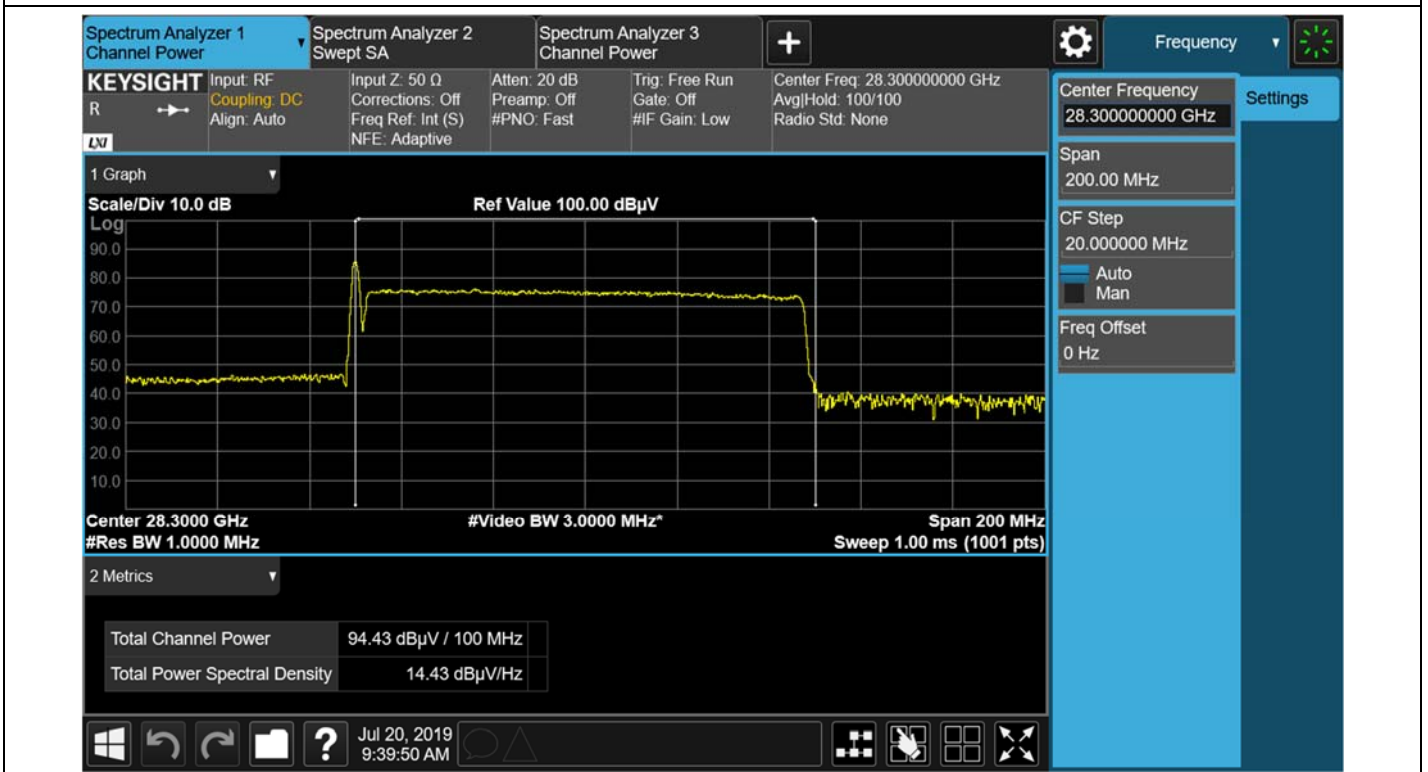 Spectrum Analyzer 1
Channel Power
Spectrum Analyzer 2
Swept SA
Spectrum Analyzer 3
Channel Power
Frequency
KEYSIGHT
R
LXI
Input: RF
Coupling: DC
Align: Auto
Input Z: 50 Ω
Corrections: Off
Freq Ref: Int (S)
NFE: Adaptive
Atten: 20 dB
Preamp: Off
#PNO: Fast
Trig: Free Run
Gate: Off
#IF Gain: Low
Center Freq: 28.300000000 GHz
Avg|Hold: 100/100
Radio Std: None
Center Frequency
28.300000000 GHz
Settings
Span
200.00 MHz
CF Step
20.000000 MHz
Auto
Man
Freq Offset
0 Hz
1 Graph
Scale/Div 10.0 dB
Ref Value 100.00 dBµV
Log
90.0
80.0
70.0
60.0
50.0
40.0
30.0
20.0
10.0
Center 28.3000 GHz
#Video BW 3.0000 MHz*
Span 200 MHz
#Res BW 1.0000 MHz
Sweep 1.00 ms (1001 pts)
2 Metrics
Total Channel Power 94.43 dBµV / 100 MHz
Total Power Spectral Density 14.43 dBµV/Hz
?
Jul 20, 2019
9:39:50 AM